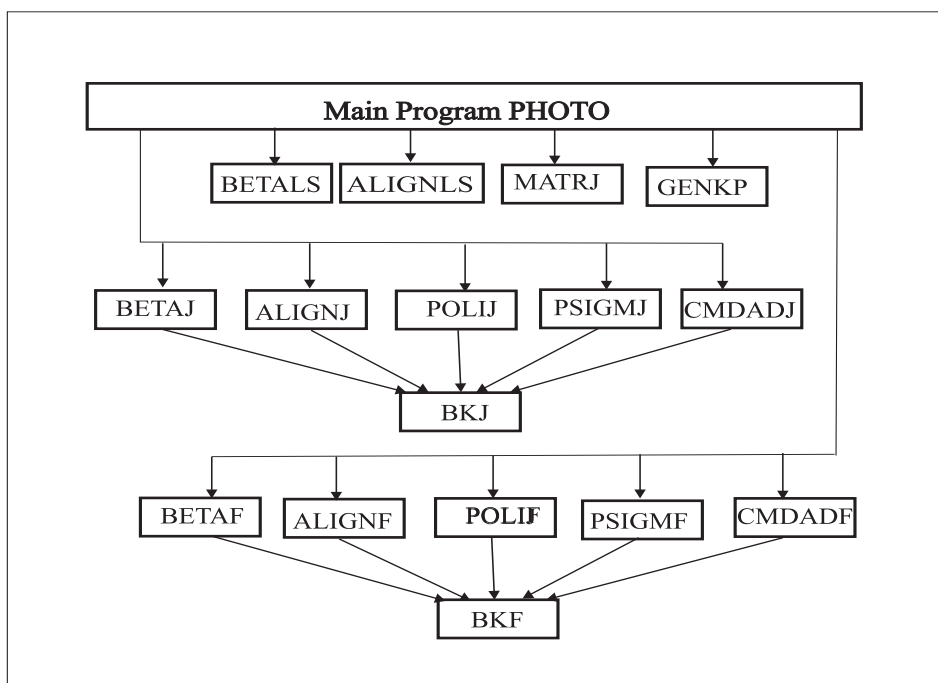 Main Program PHOTO
BETALS
ALIGNLS
MATRJ
GENKP
BETAJ
ALIGNJ
POLIJ
PSIGMJ
CMDADJ
BKJ
BETAF
ALIGNF
POLIF
PSIGMF
CMDADF
BKF